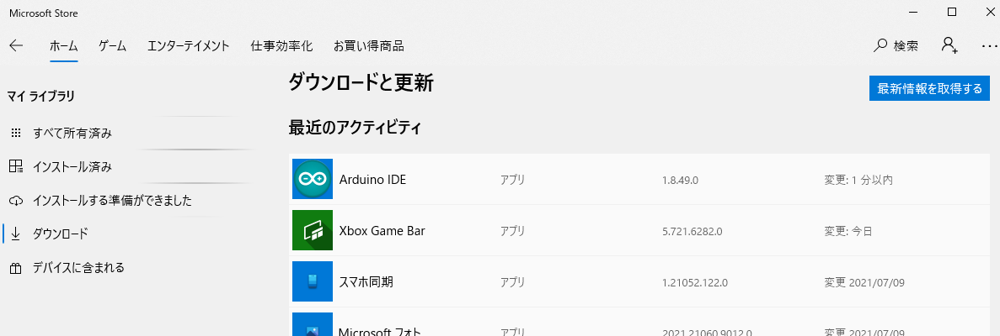 Microsoft Store
ホーム ゲーム エンターテイメント 仕事効率化 お買い得商品 検索
マイ ライブラリ
すべて所有済み
インストール済み
インストールする準備ができました
ダウンロード
デバイスに含まれる
ダウンロードと更新
最新情報を取得する
最近のアクティビティ
Arduino IDE アプリ 1.8.49.0 変更: 1 分以内
Xbox Game Bar アプリ 5.721.6282.0 変更: 今日
スマホ同期 アプリ 1.21052.122.0 変更 2021/07/09
Microsoft フォト アプリ 2021.21060.9012.0 変更 2021/07/09